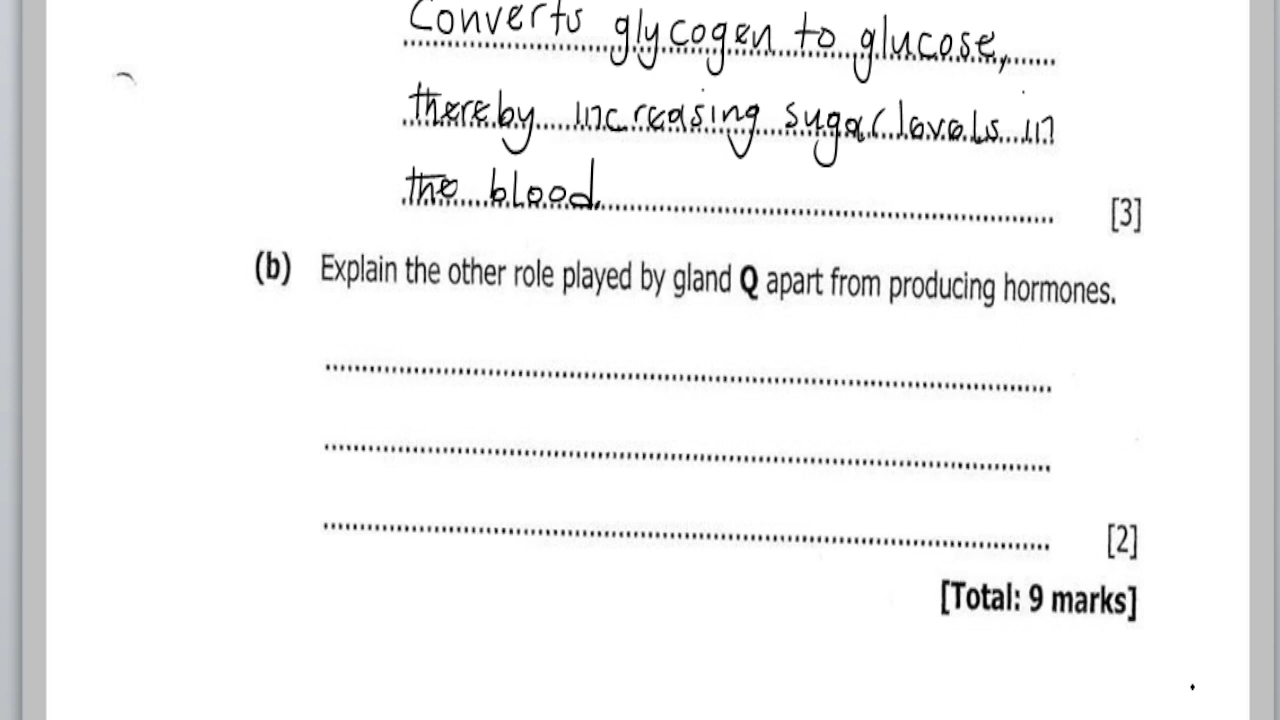 Converts glycogen to glucose,
thereby increasing sugar levels in
the blood. [3]
(b) Explain the other role played by gland Q apart from producing hormones.
[2]
[Total: 9 marks]